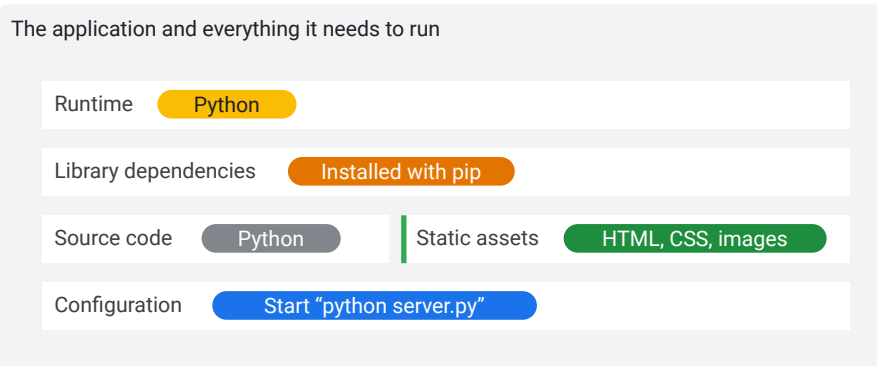 The application and everything it needs to run
Runtime Python
Library dependencies Installed with pip
Source code Python Static assets HTML, CSS, images
Configuration Start “python server.py”